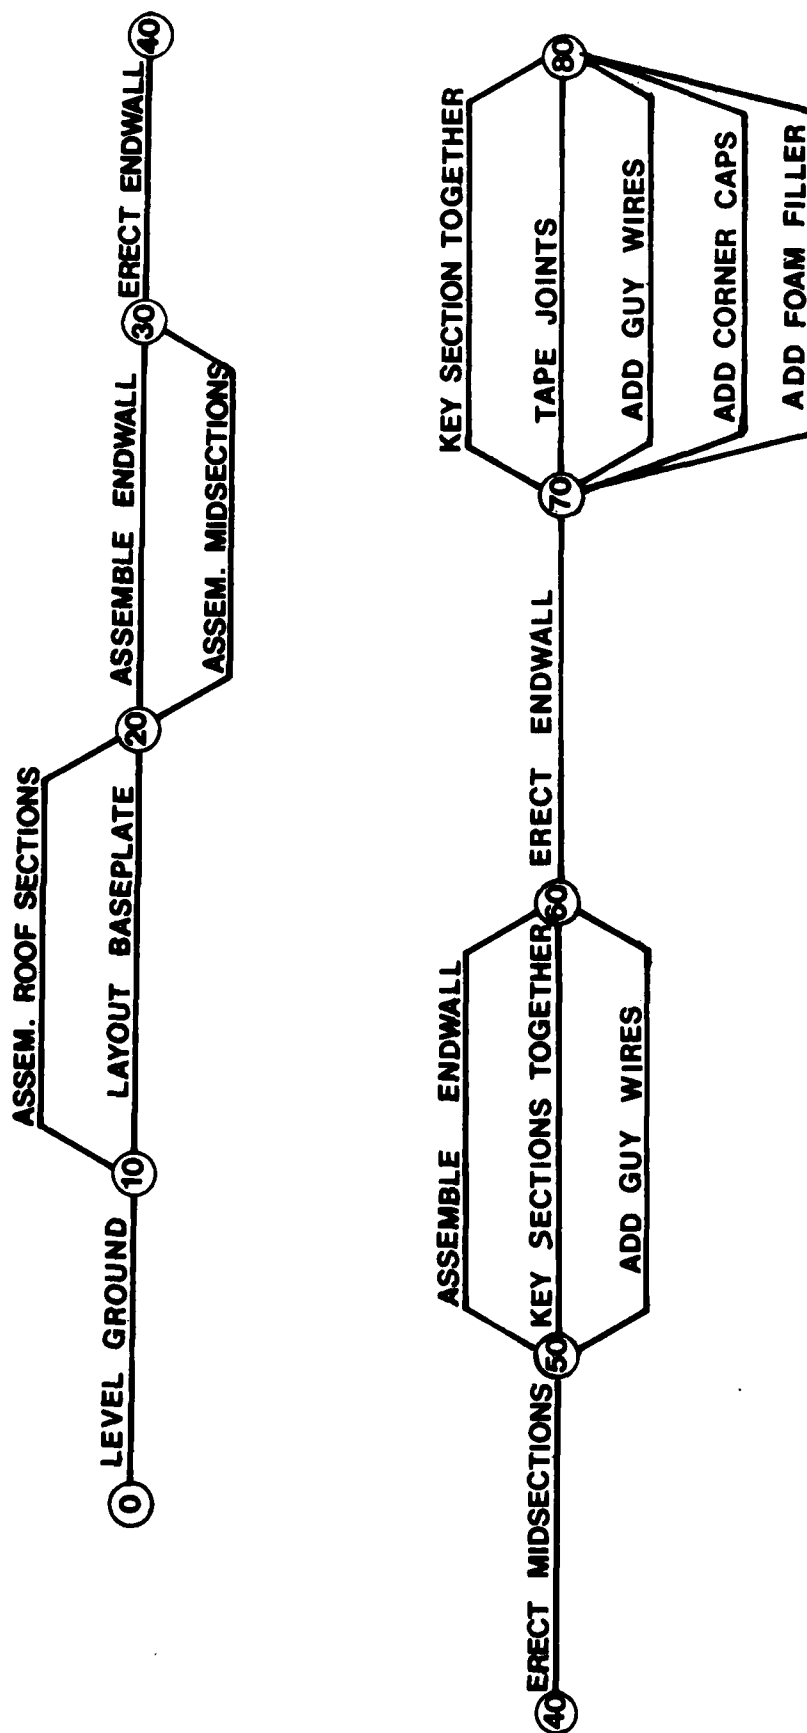 ASSEM. ROOF SECTIONS
0
LEVEL GROUND
10
LAYOUT BASEPLATE
20
ASSEMBLE ENDWALL
30
ERECT ENDWALL
40
ASSEM. MIDSECTIONS
ASSEMBLE ENDWALL
KEY SECTION TOGETHER
40
ERECT MIDSECTIONS
50
KEY SECTIONS TOGETHER
60
ERECT ENDWALL
70
TAPE JOINTS
80
ADD GUY WIRES
ADD GUY WIRES
ADD CORNER CAPS
ADD FOAM FILLER